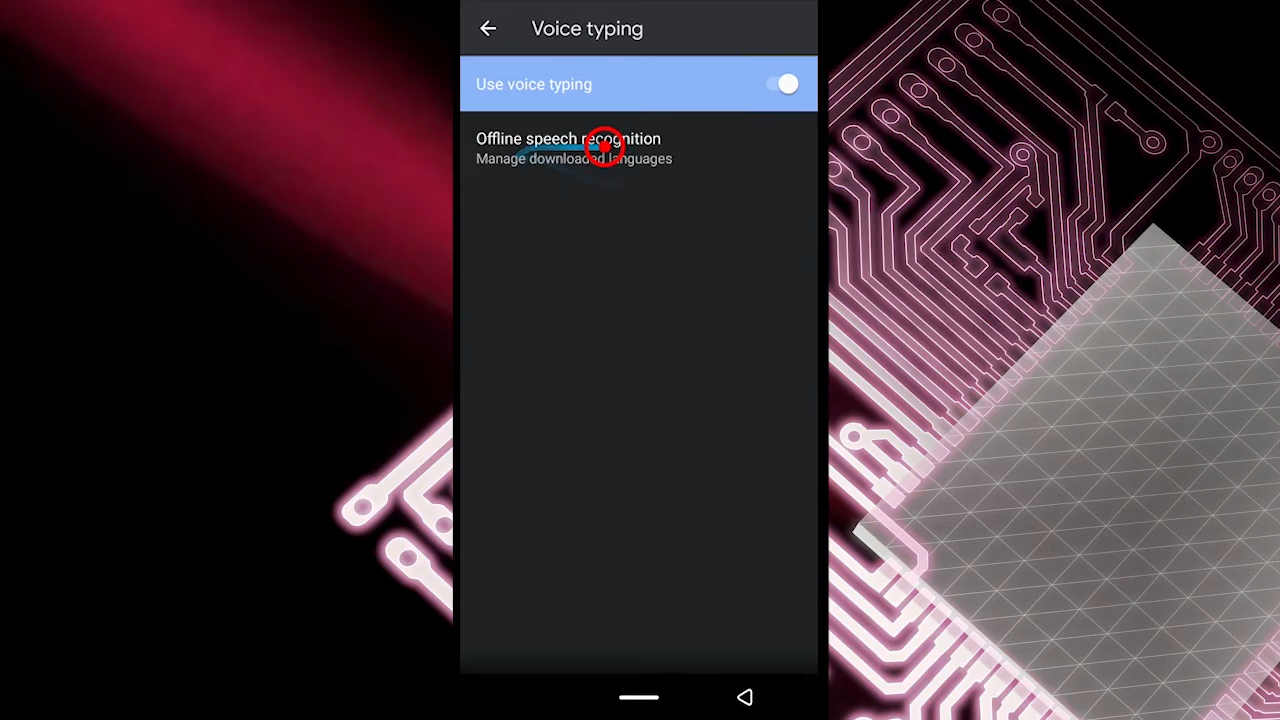 Voice typing
Use voice typing
Offline speech recognition
Manage downloaded languages